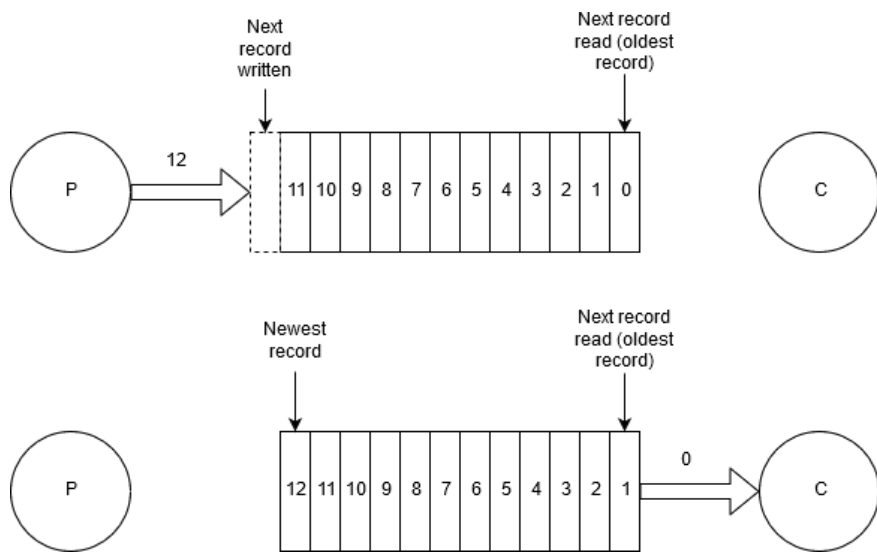 Next
record
written
Next record
read (oldest
record)
P
12
11 10 9 8 7 6 5 4 3 2 1 0
C
Newest
record
Next record
read (oldest
record)
P
12 11 10 9 8 7 6 5 4 3 2 1
0
C